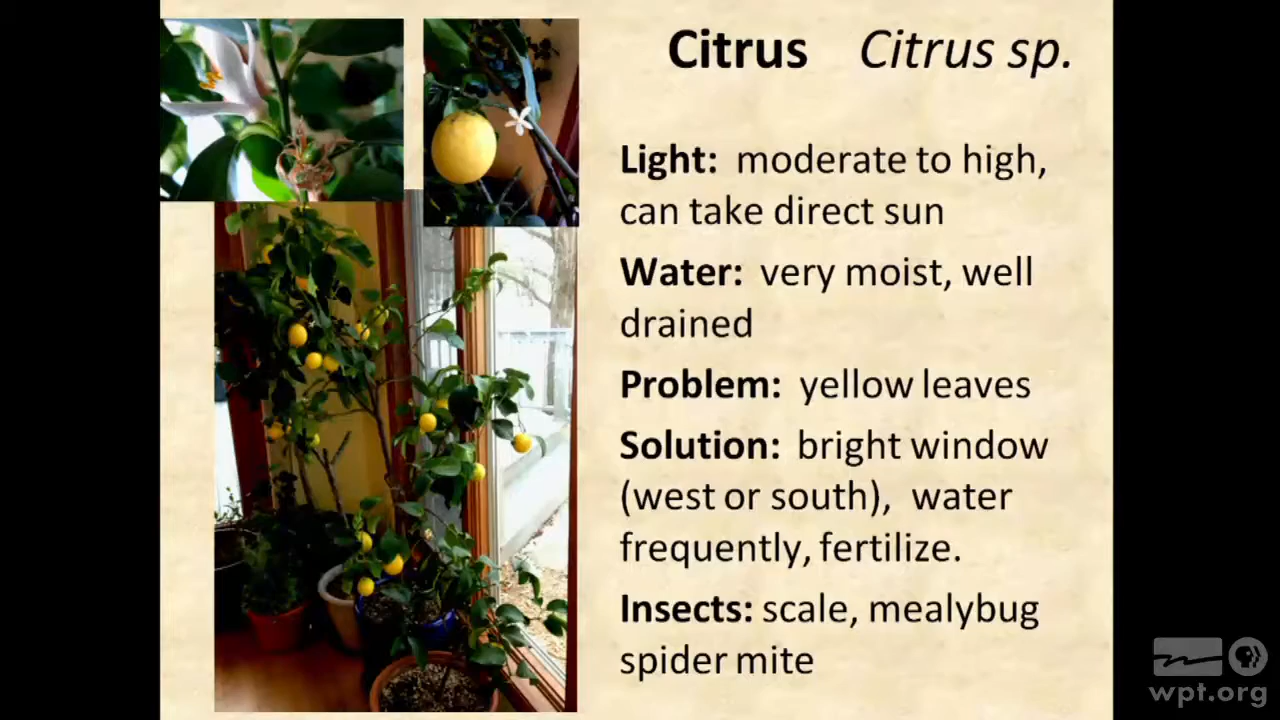 Citrus Citrus sp.
Light: moderate to high,
can take direct sun
Water: very moist, well
drained
Problem: yellow leaves
Solution: bright window
(west or south), water
frequently, fertilize.
Insects: scale, mealybug
spider mite
wpt.org